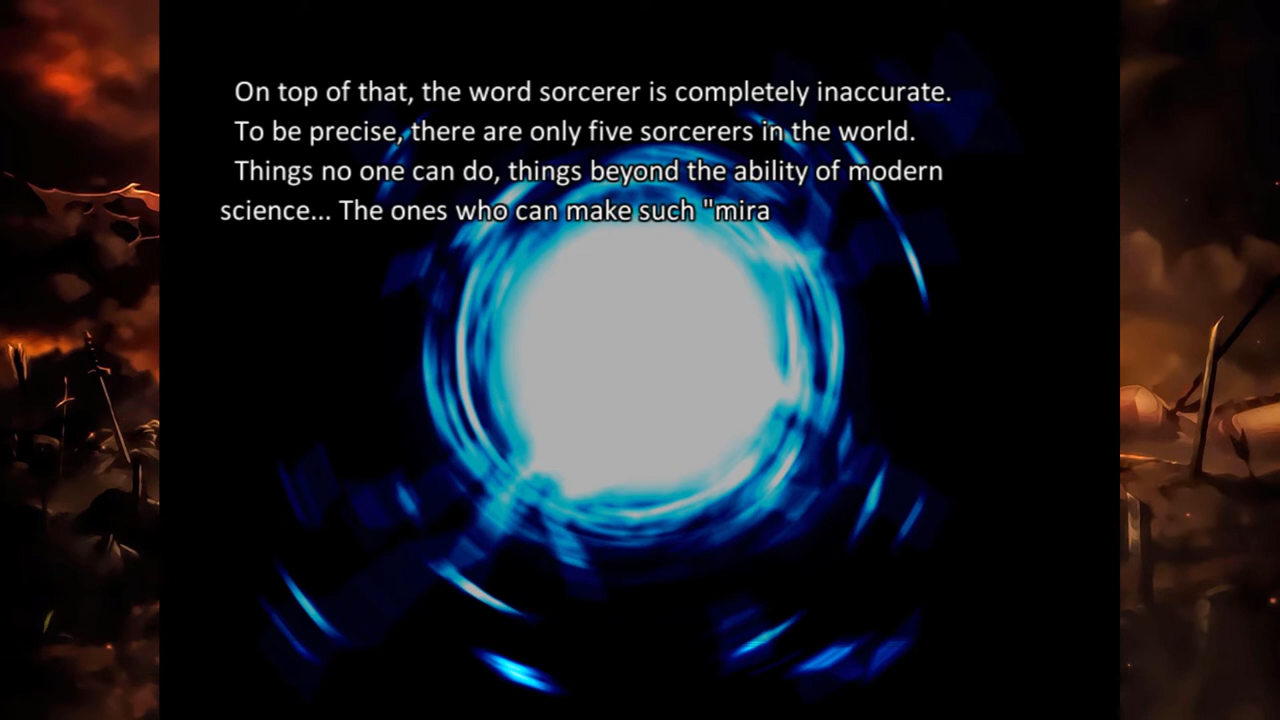 On top of that, the word sorcerer is completely inaccurate.
To be precise, there are only five sorcerers in the world.
Things no one can do, things beyond the ability of modern
science... The ones who can make such "mira